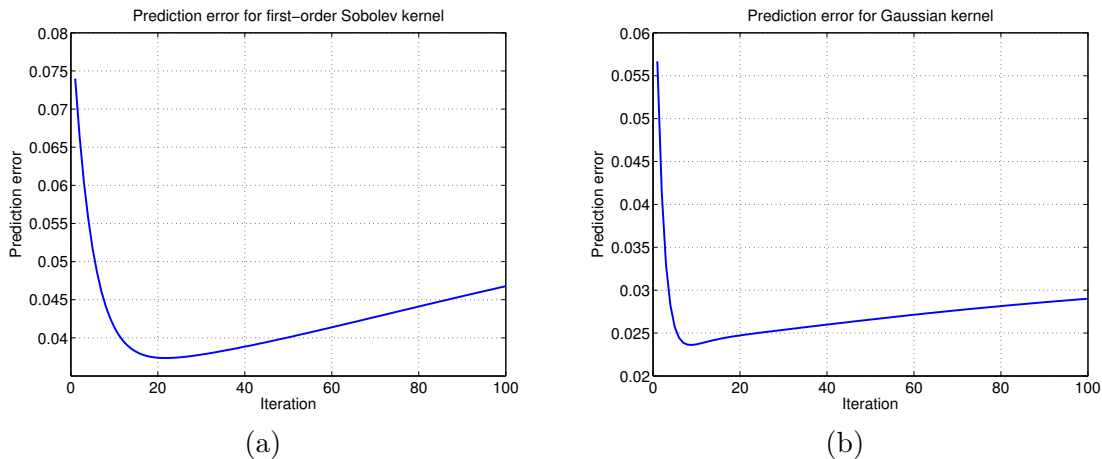 Prediction error for first−order Sobolev kernel
0.08
0.075
0.07
0.065
0.06
0.055
0.05
0.045
0.04
Prediction error
0 20 40 60 80 100
Iteration
(a)
Prediction error for Gaussian kernel
0.06
0.055
0.05
0.045
0.04
0.035
0.03
0.025
0.02
Prediction error
0 20 40 60 80 100
Iteration
(b)